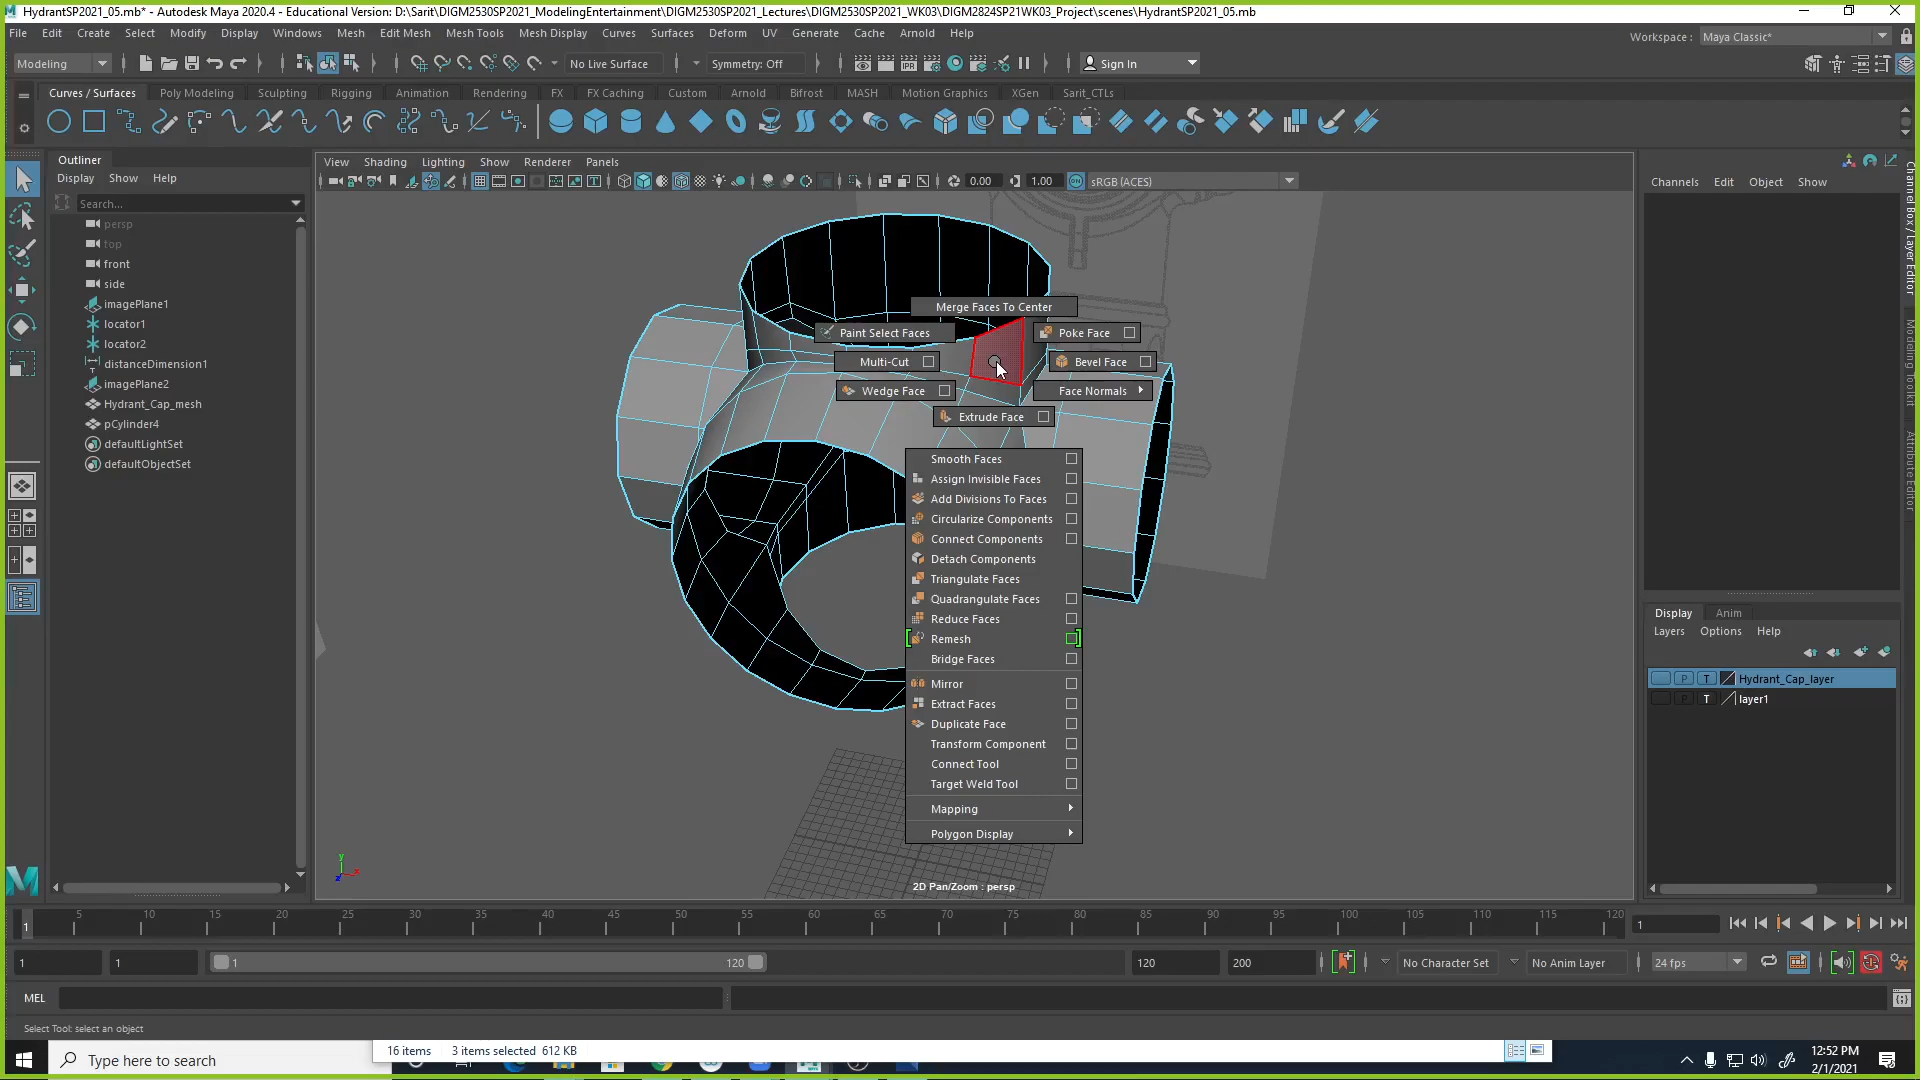 HydrantSP2021_05.mb* - Autodesk Maya 2020.4 - Educational Version: D:\Sarit\DIGM2530SP2021_ModelingEntertainment\DIGM2530SP2021_Lectures\DIGM2530SP2021_WK03\DIGM2824SP21WK03_Project\scenes\HydrantSP2021_05.mb
File Edit Create Select Modify Display Windows Mesh Edit Mesh Mesh Tools Mesh Display Curves Surfaces Deform UV Generate Cache Arnold Help
Workspace : Maya Classic*
Modeling No Live Surface Symmetry: Off Sign In
Curves / Surfaces Poly Modeling Sculpting Rigging Animation Rendering FX FX Caching Custom Arnold Bifrost MASH Motion Graphics XGen Sarit_CTLs
Outliner
Display Show Help
Search...
persp
top
front
side
imagePlane1
locator1
locator2
distanceDimension1
imagePlane2
Hydrant_Cap_mesh
pCylinder4
defaultLightSet
defaultObjectSet
View Shading Lighting Show Renderer Panels
0.00 1.00 ON sRGB (ACES)
Merge Faces To Center
Paint Select Faces
Poke Face
Multi-Cut
Bevel Face
Wedge Face
Face Normals
Extrude Face
Smooth Faces
Assign Invisible Faces
Add Divisions To Faces
Circularize Components
Connect Components
Detach Components
Triangulate Faces
Quadrangulate Faces
Reduce Faces
Remesh
Bridge Faces
Mirror
Extract Faces
Duplicate Face
Transform Component
Connect Tool
Target Weld Tool
Mapping
Polygon Display
2D Pan/Zoom : persp
y
x
z
Channels Edit Object Show
Channel Box / Layer Editor
Modeling Toolkit
Attribute Editor
Display Anim
Layers Options Help
P T Hydrant_Cap_layer
T layer1
5 10 15 20 25 30 35 40 45 50 55 60 65 70 75 80 85 90 95 100 105 110 115 120
1
1
1 1 1 120 120 200 No Character Set No Anim Layer 24 fps
MEL
Select Tool: select an object
16 items 3 items selected 612 KB
Type here to search
12:52 PM
2/1/2021